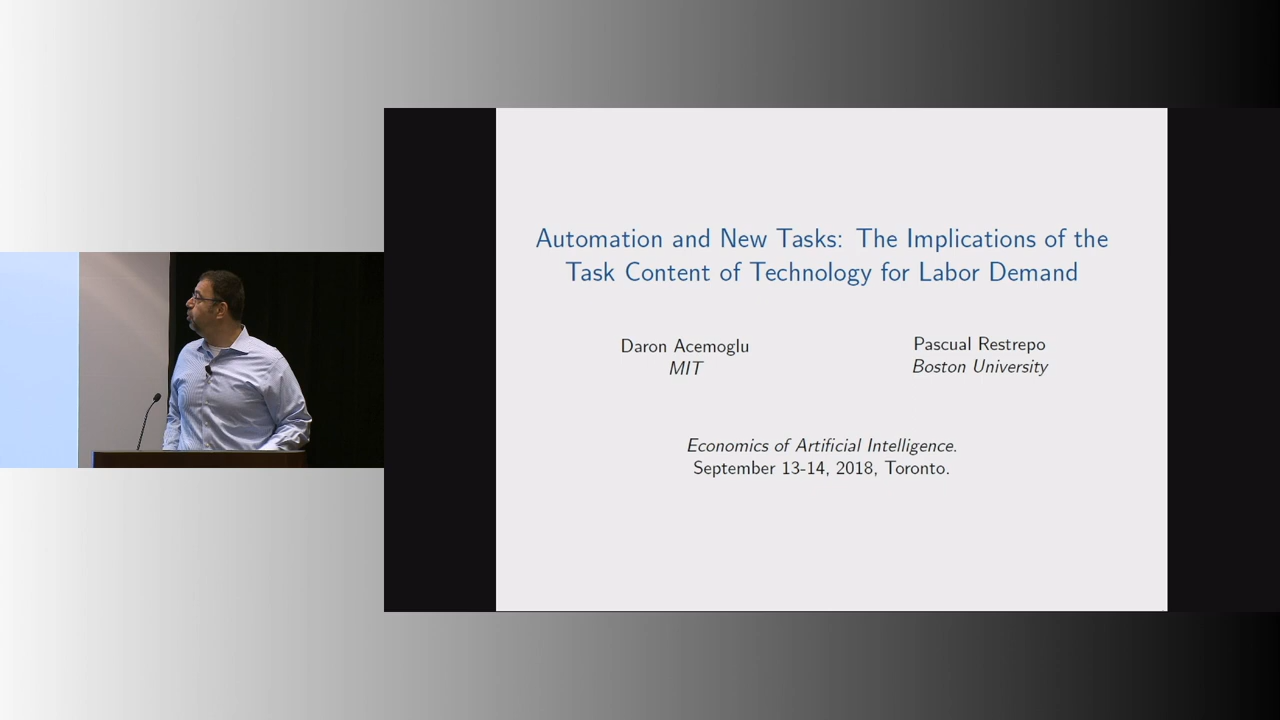 Automation and New Tasks: The Implications of the
Task Content of Technology for Labor Demand
Daron Acemoglu
MIT
Pascual Restrepo
Boston University
Economics of Artificial Intelligence.
September 13-14, 2018, Toronto.